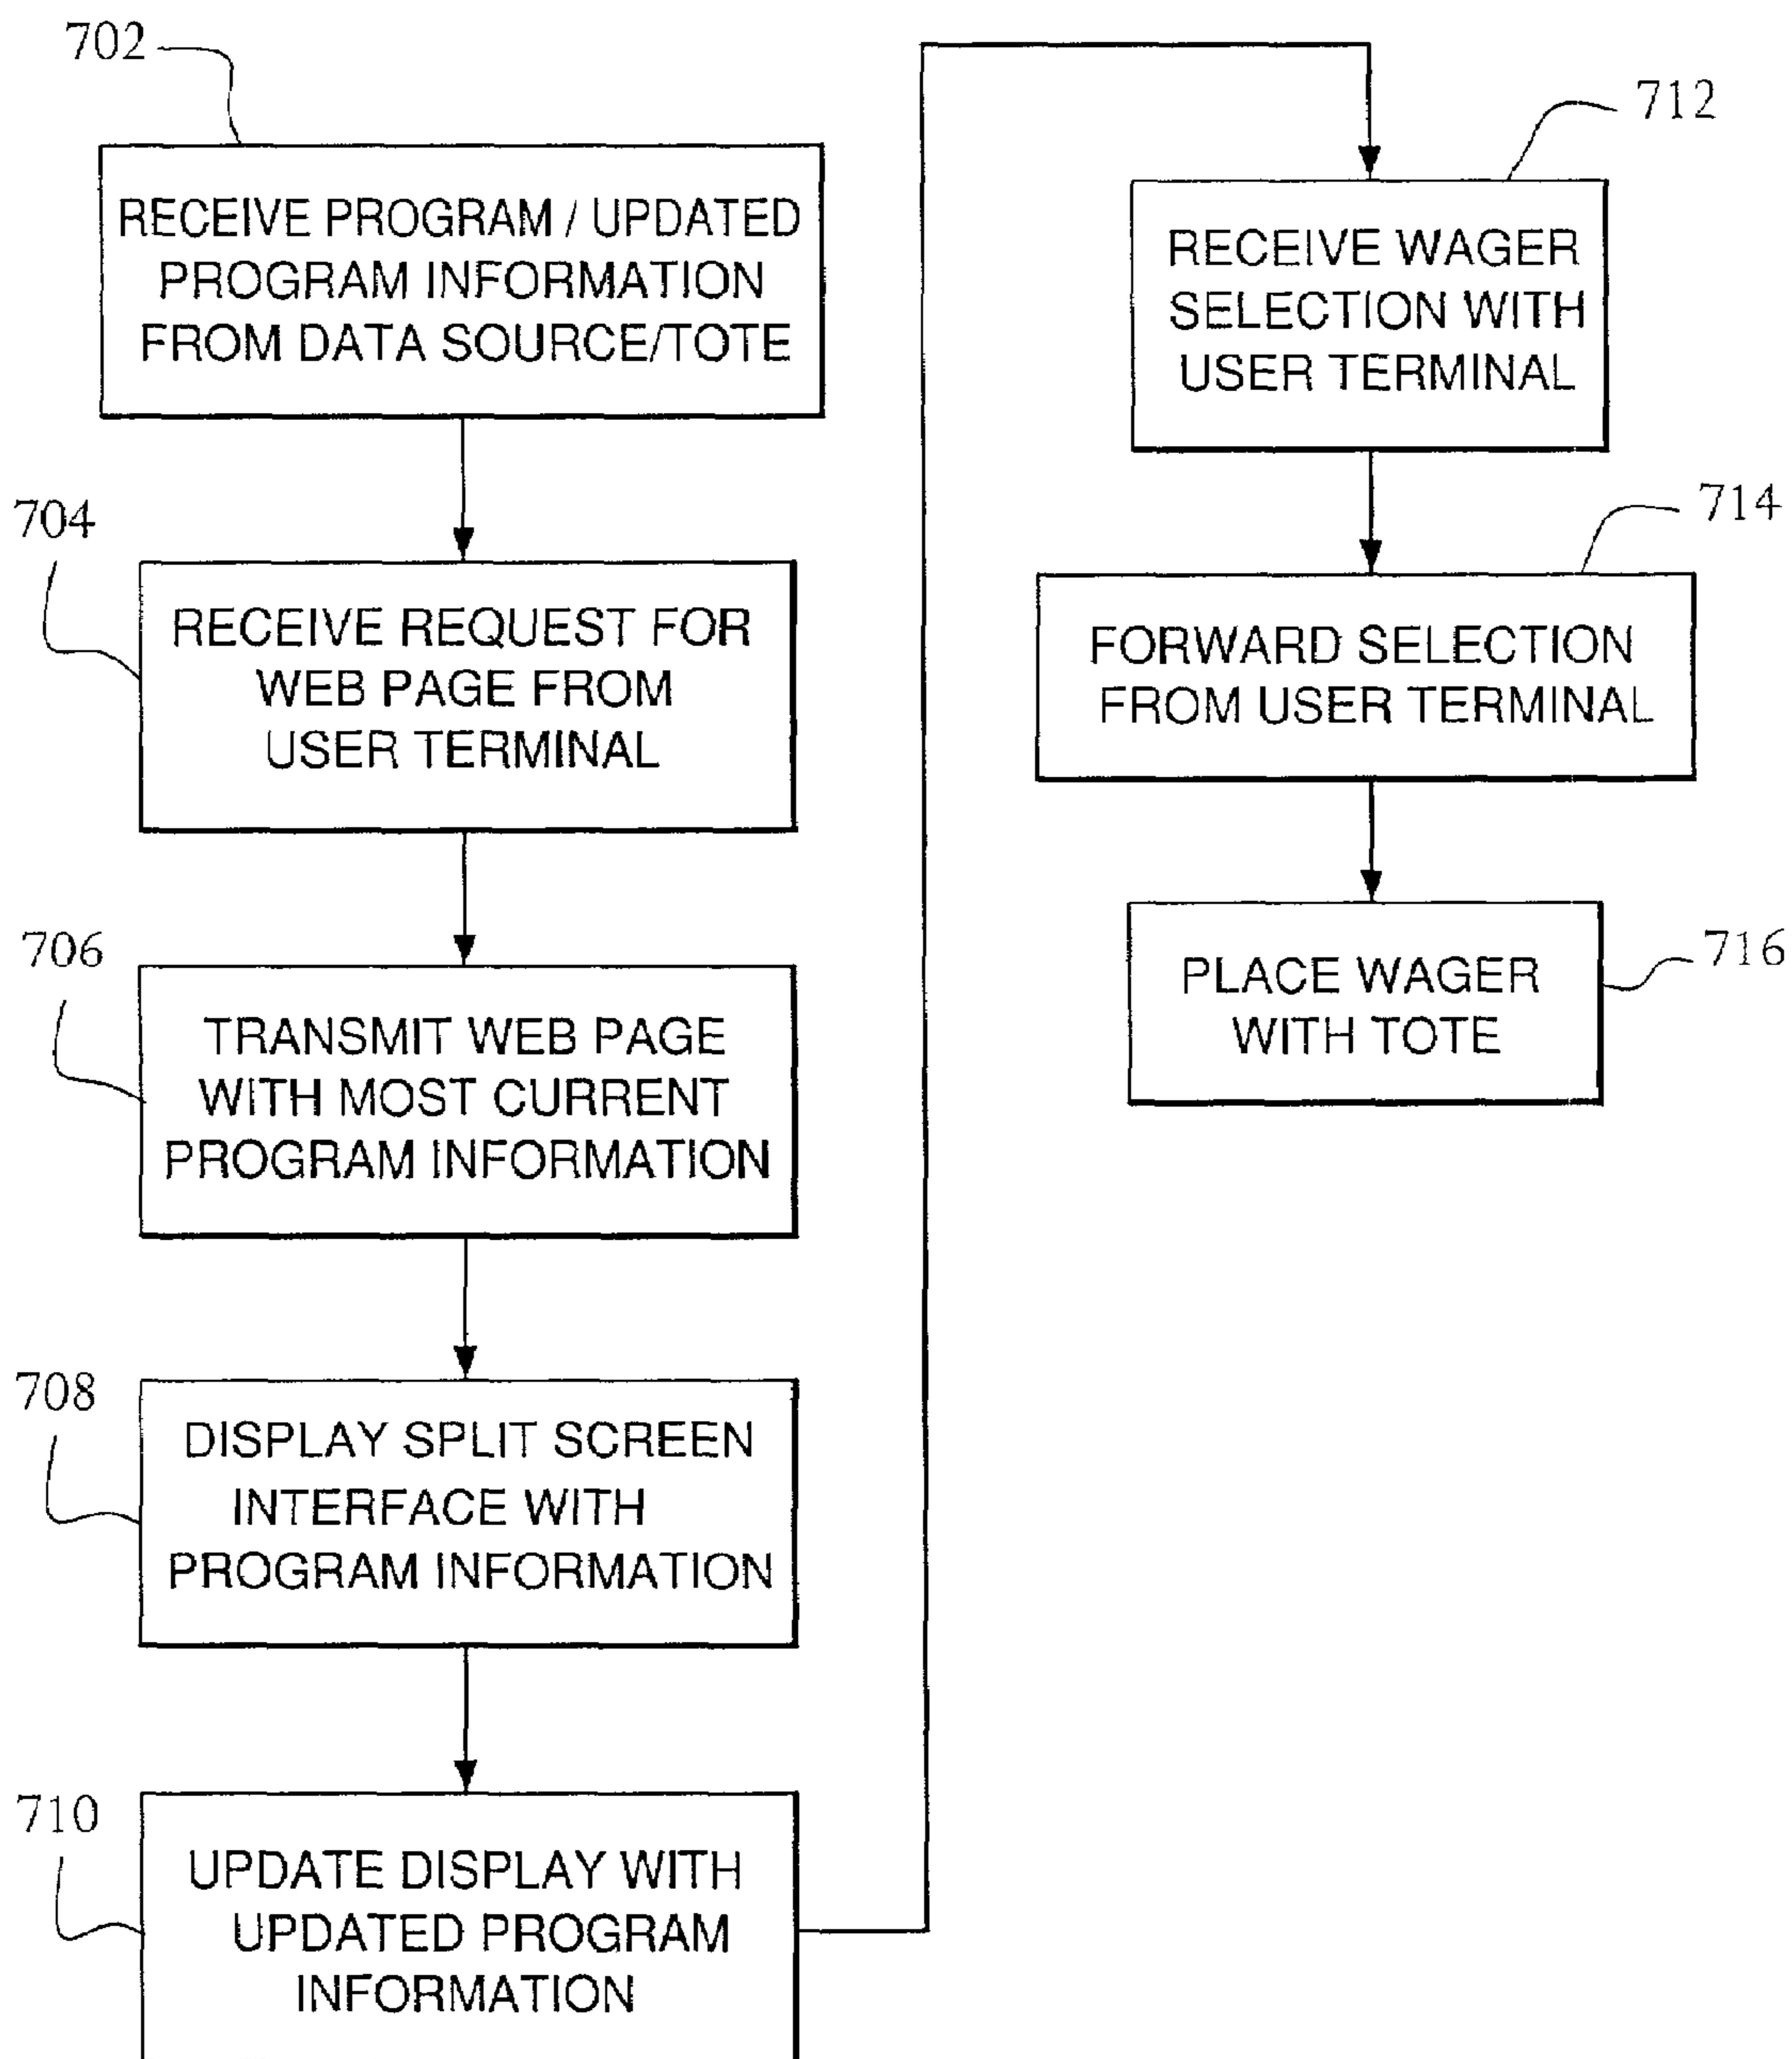 702
RECEIVE PROGRAM / UPDATED
PROGRAM INFORMATION
FROM DATA SOURCE/TOTE
704
RECEIVE REQUEST FOR
WEB PAGE FROM
USER TERMINAL
706
TRANSMIT WEB PAGE
WITH MOST CURRENT
PROGRAM INFORMATION
708
DISPLAY SPLIT SCREEN
INTERFACE WITH
PROGRAM INFORMATION
710
UPDATE DISPLAY WITH
UPDATED PROGRAM
INFORMATION
712
RECEIVE WAGER
SELECTION WITH
USER TERMINAL
714
FORWARD SELECTION
FROM USER TERMINAL
716
PLACE WAGER
WITH TOTE